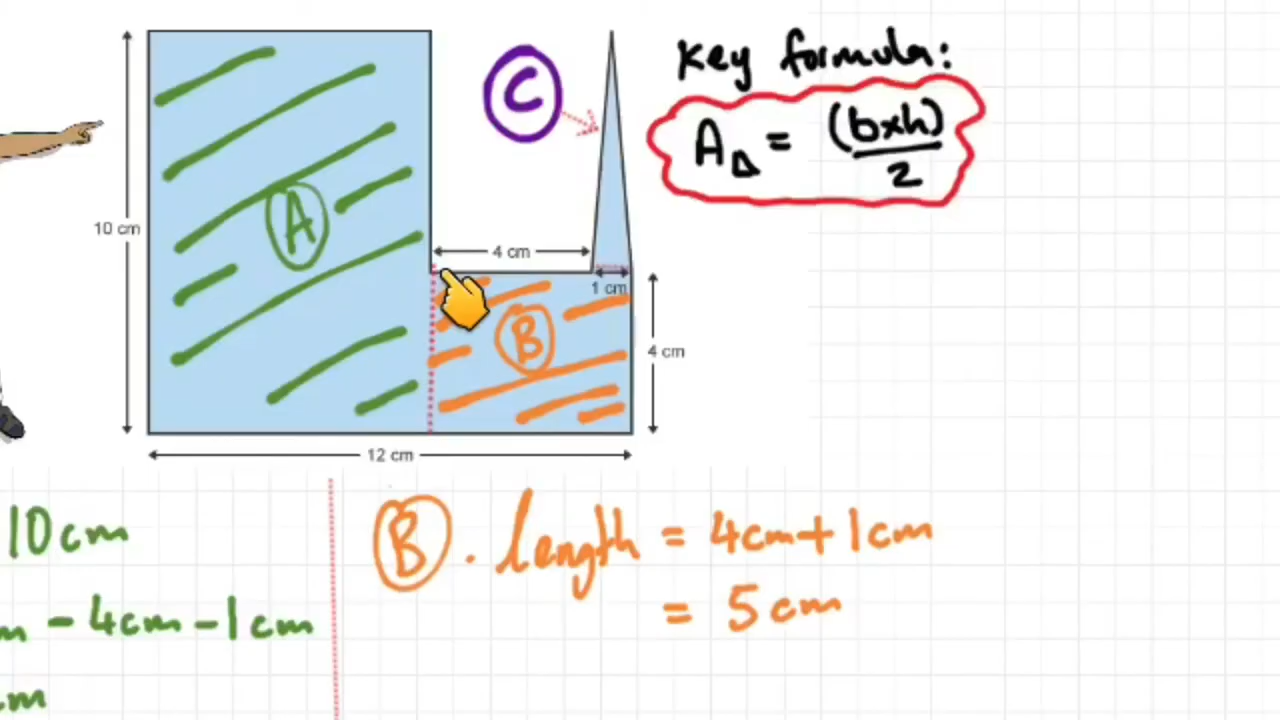 Key formula:
A△ = (b×h)
2
C
A
B
10 cm
4 cm
1 cm
4 cm
12 cm
10cm
m - 4cm - 1cm
cm
B. length = 4cm + 1cm
= 5cm